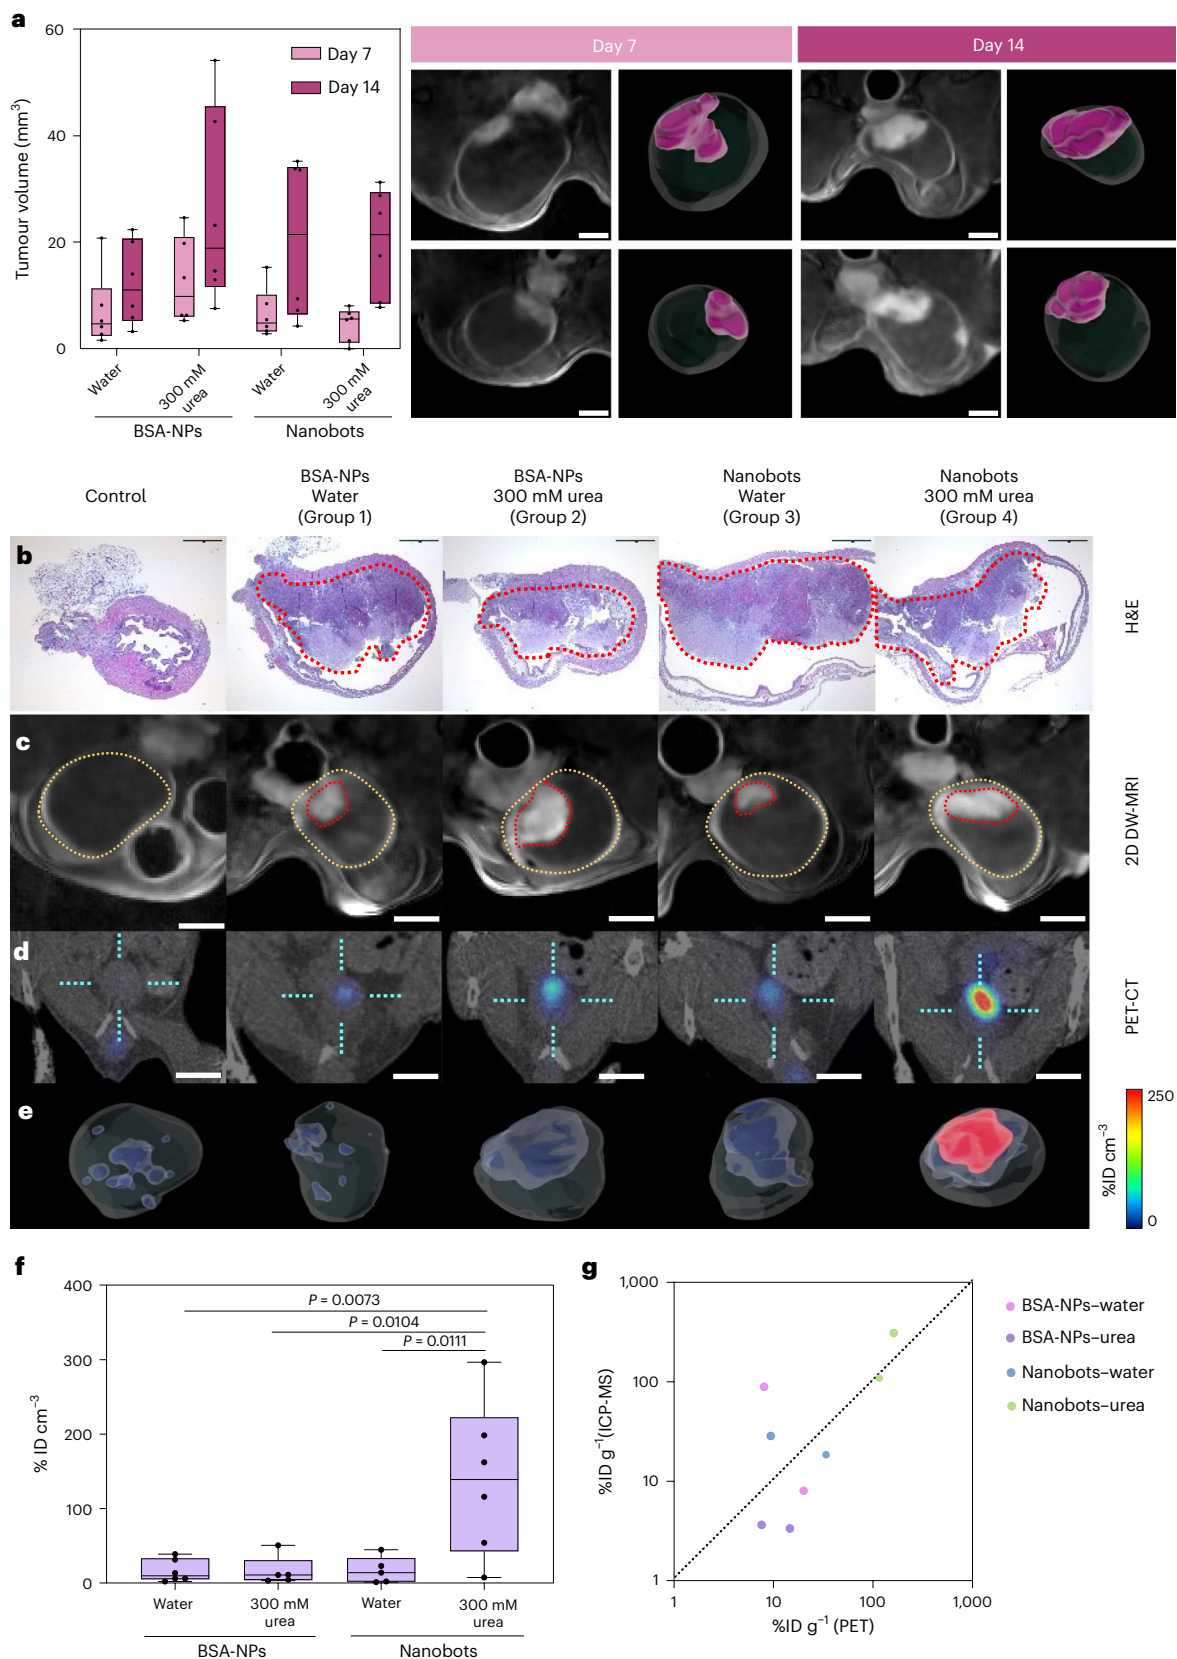 a
60
40
20
0
Tumour volume (mm³)
Day 7
Day 14
Water
300 mM
urea
Water
300 mM
urea
BSA-NPs
Nanobots
Day 7
Day 14
Control
BSA-NPs
Water
(Group 1)
BSA-NPs
300 mM urea
(Group 2)
Nanobots
Water
(Group 3)
Nanobots
300 mM urea
(Group 4)
b
H&E
c
2D DW-MRI
d
PET-CT
e
250
0
%ID cm⁻³
f
400
300
200
100
0
% ID cm⁻³
P = 0.0073
P = 0.0104
P = 0.0111
Water
300 mM
urea
Water
300 mM
urea
BSA-NPs
Nanobots
g
1,000
100
10
1
%ID g⁻¹(ICP-MS)
1
10
100
1,000
%ID g⁻¹ (PET)
BSA-NPs–water
BSA-NPs–urea
Nanobots–water
Nanobots–urea